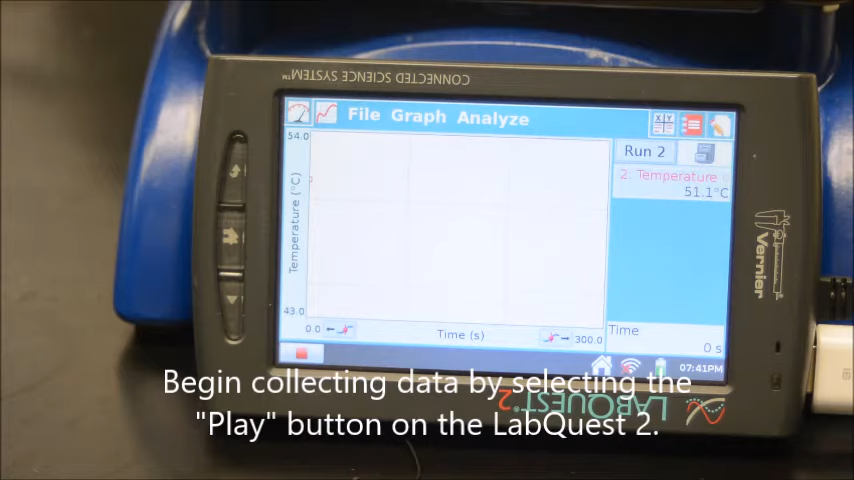 CONNECTED SCIENCE SYSTEM™
File Graph Analyze
X Y
54.0
Run 2
2. Temperature
51.1°C
Temperature (°C)
Vernier
43.0
Time
0.0
Time (s)
300.0
0 s
07:41PM
Begin collecting data by selecting the
"Play" button on the LabQuest 2.
LABQUEST 2